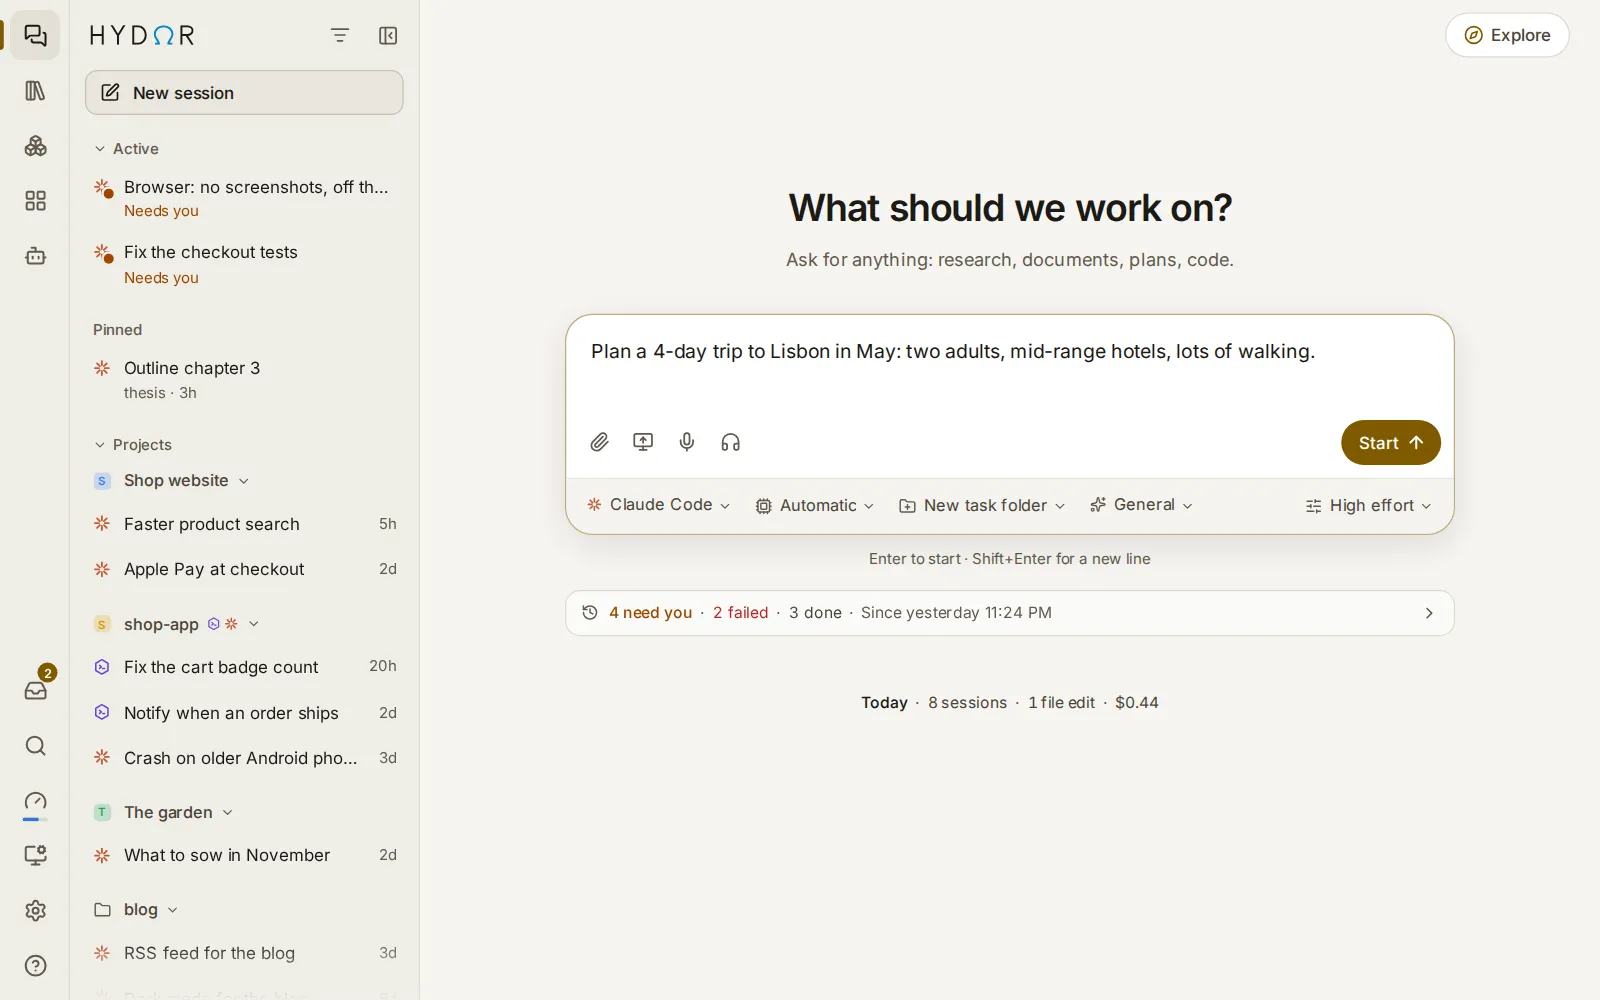 HYDΩR
New session
Active
Browser: no screenshots, off th...
Needs you
Fix the checkout tests
Needs you
Pinned
Outline chapter 3
thesis · 3h
Projects
S Shop website
Faster product search 5h
Apple Pay at checkout 2d
S shop-app
Fix the cart badge count 20h
Notify when an order ships 2d
Crash on older Android pho... 3d
T The garden
What to sow in November 2d
blog
RSS feed for the blog 3d
2
Explore
What should we work on?
Ask for anything: research, documents, plans, code.
Plan a 4-day trip to Lisbon in May: two adults, mid-range hotels, lots of walking.
Start
Claude Code Automatic New task folder General High effort
Enter to start · Shift+Enter for a new line
4 need you · 2 failed · 3 done · Since yesterday 11:24 PM
Today · 8 sessions · 1 file edit · $0.44